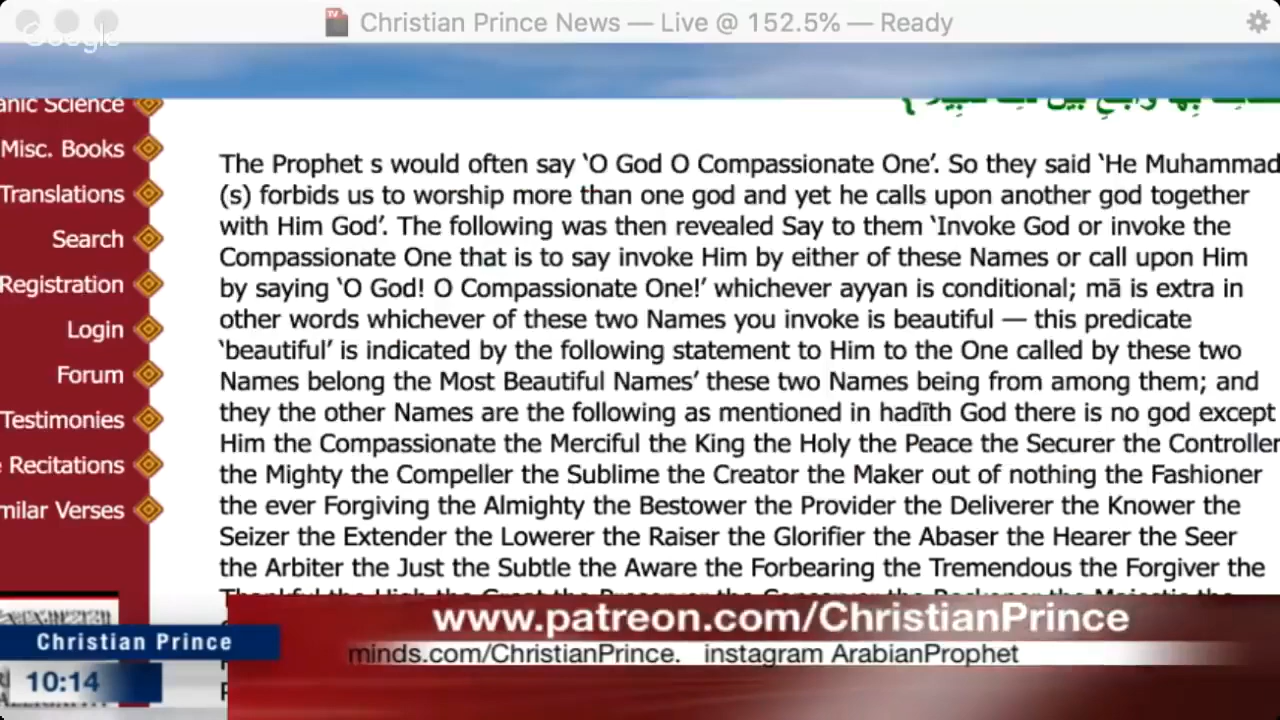 Christian Prince News — Live @ 152.5% — Ready
Google
anic Science
Misc. Books
Translations
Search
Registration
Login
Forum
Testimonies
Recitations
milar Verses
The Prophet s would often say ‘O God O Compassionate One’. So they said ‘He Muhammad
(s) forbids us to worship more than one god and yet he calls upon another god together
with Him God’. The following was then revealed Say to them ‘Invoke God or invoke the
Compassionate One that is to say invoke Him by either of these Names or call upon Him
by saying ‘O God! O Compassionate One!’ whichever ayyan is conditional; mā is extra in
other words whichever of these two Names you invoke is beautiful — this predicate
‘beautiful’ is indicated by the following statement to Him to the One called by these two
Names belong the Most Beautiful Names’ these two Names being from among them; and
they the other Names are the following as mentioned in hadīth God there is no god except
Him the Compassionate the Merciful the King the Holy the Peace the Securer the Controller
the Mighty the Compeller the Sublime the Creator the Maker out of nothing the Fashioner
the ever Forgiving the Almighty the Bestower the Provider the Deliverer the Knower the
Seizer the Extender the Lowerer the Raiser the Glorifier the Abaser the Hearer the Seer
the Arbiter the Just the Subtle the Aware the Forbearing the Tremendous the Forgiver the
www.patreon.com/ChristianPrince
minds.com/ChristianPrince. instagram ArabianProphet
Christian Prince
10:14